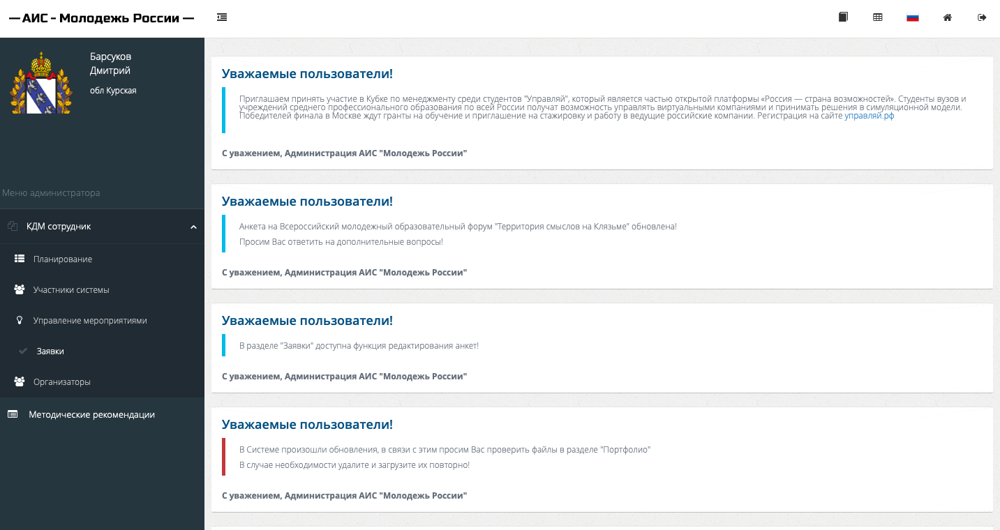 — АИС - Молодежь России —
Барсуков
Дмитрий
обл Курская
Меню администратора
КДМ сотрудник
Планирование
Участники системы
Управление мероприятиями
Заявки
Организаторы
Методические рекомендации
Уважаемые пользователи!
Приглашаем принять участие в Кубке по менеджменту среди студентов "Управляй", который является частью открытой платформы «Россия — страна возможностей». Студенты вузов и
учреждений среднего профессионального образования по всей России получат возможность управлять виртуальными компаниями и принимать решения в симуляционной модели.
Победителей финала в Москве ждут гранты на обучение и приглашение на стажировку и работу в ведущие российские компании. Регистрация на сайте управляй.рф
С уважением, Администрация АИС "Молодежь России"
Уважаемые пользователи!
Анкета на Всероссийский молодежный образовательный форум "Территория смыслов на Клязьме" обновлена!
Просим Вас ответить на дополнительные вопросы!
С уважением, Администрация АИС "Молодежь России"
Уважаемые пользователи!
В разделе "Заявки" доступна функция редактирования анкет!
С уважением, Администрация АИС "Молодежь России"
Уважаемые пользователи!
В Системе произошли обновления, в связи с этим просим Вас проверить файлы в разделе "Портфолио"
В случае необходимости удалите и загрузите их повторно!
С уважением, Администрация АИС "Молодежь России"